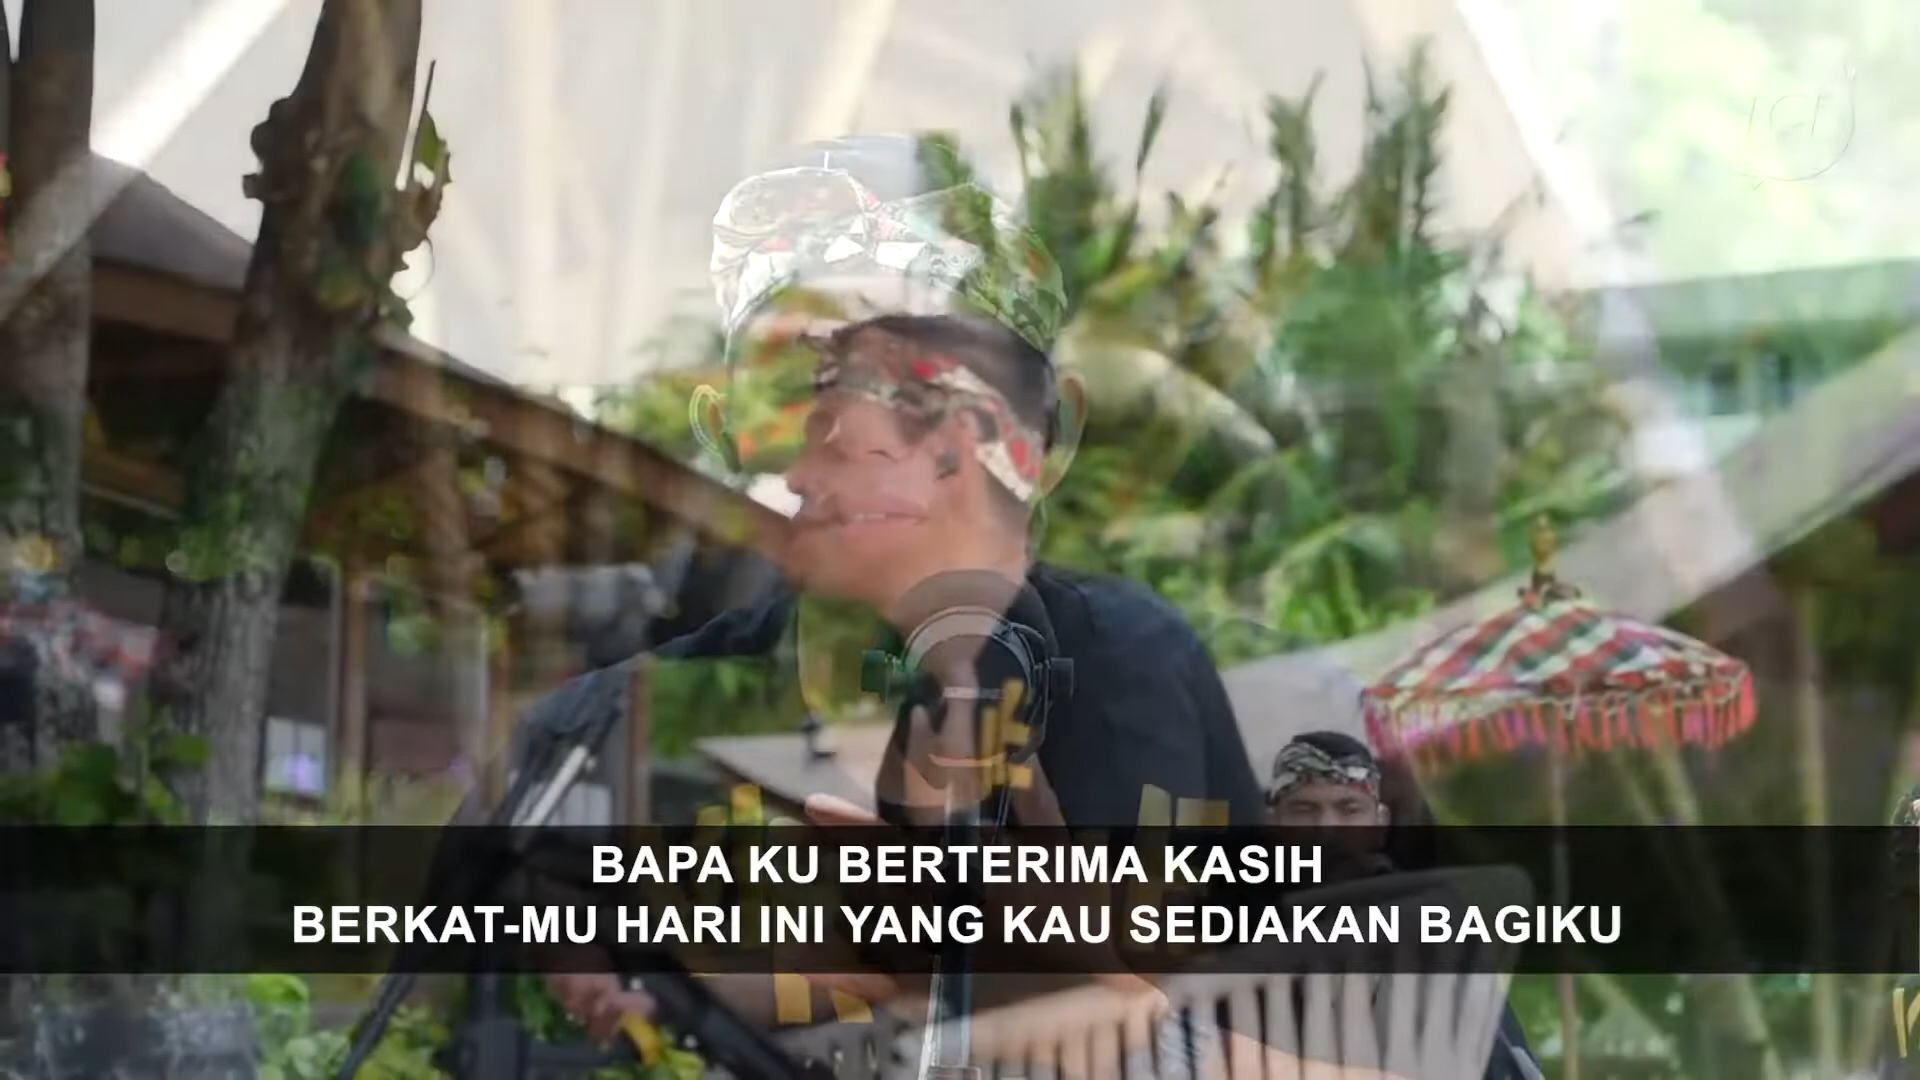 BAPA KU BERTERIMA KASIH
BERKAT-MU HARI INI YANG KAU SEDIAKAN BAGIKU